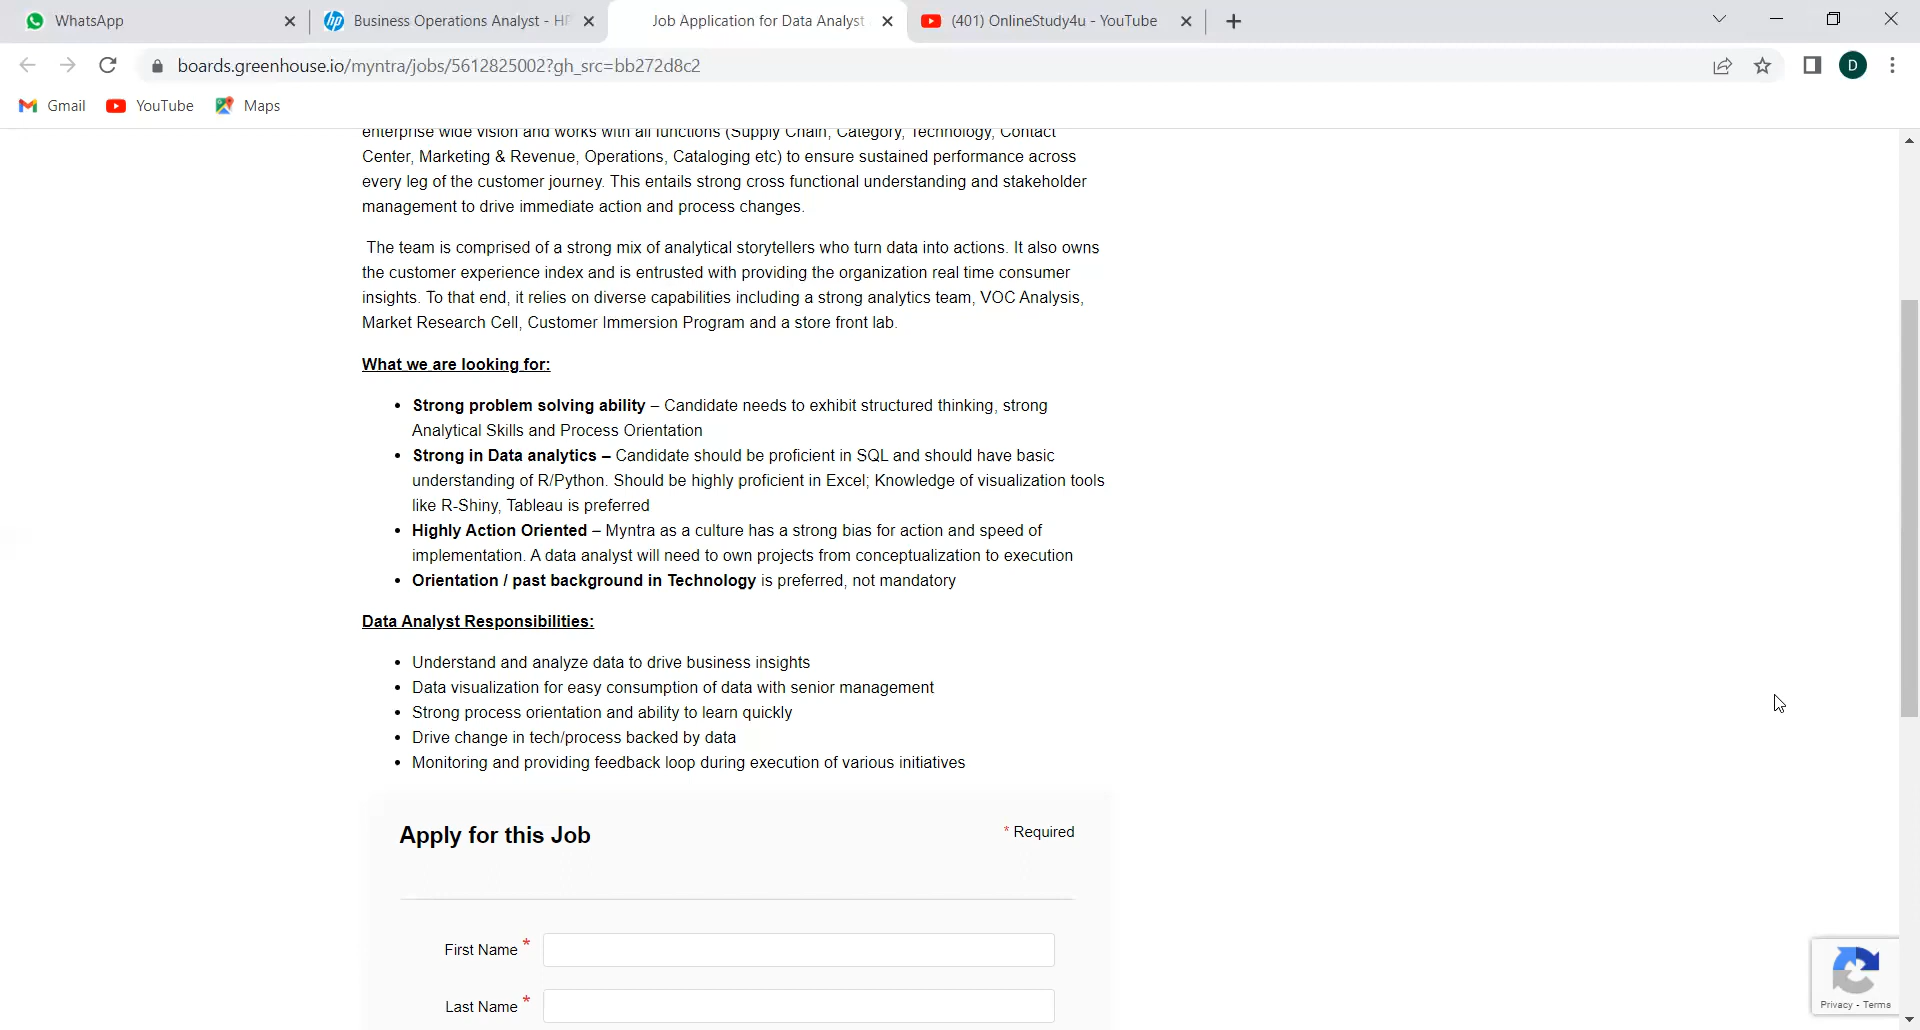 WhatsApp
Business Operations Analyst - HP
Job Application for Data Analyst
(401) OnlineStudy4u - YouTube
boards.greenhouse.io/myntra/jobs/5612825002?gh_src=bb272d8c2
D
Gmail
YouTube
Maps
enterprise wide vision and works with all functions (Supply Chain, Category, Technology, Contact
Center, Marketing & Revenue, Operations, Cataloging etc) to ensure sustained performance across
every leg of the customer journey. This entails strong cross functional understanding and stakeholder
management to drive immediate action and process changes.
The team is comprised of a strong mix of analytical storytellers who turn data into actions. It also owns
the customer experience index and is entrusted with providing the organization real time consumer
insights. To that end, it relies on diverse capabilities including a strong analytics team, VOC Analysis,
Market Research Cell, Customer Immersion Program and a store front lab.
What we are looking for:
• Strong problem solving ability – Candidate needs to exhibit structured thinking, strong
Analytical Skills and Process Orientation
• Strong in Data analytics – Candidate should be proficient in SQL and should have basic
understanding of R/Python. Should be highly proficient in Excel; Knowledge of visualization tools
like R-Shiny, Tableau is preferred
• Highly Action Oriented – Myntra as a culture has a strong bias for action and speed of
implementation. A data analyst will need to own projects from conceptualization to execution
• Orientation / past background in Technology is preferred, not mandatory
Data Analyst Responsibilities:
• Understand and analyze data to drive business insights
• Data visualization for easy consumption of data with senior management
• Strong process orientation and ability to learn quickly
• Drive change in tech/process backed by data
• Monitoring and providing feedback loop during execution of various initiatives
Apply for this Job
* Required
First Name *
Last Name *
Privacy - Terms